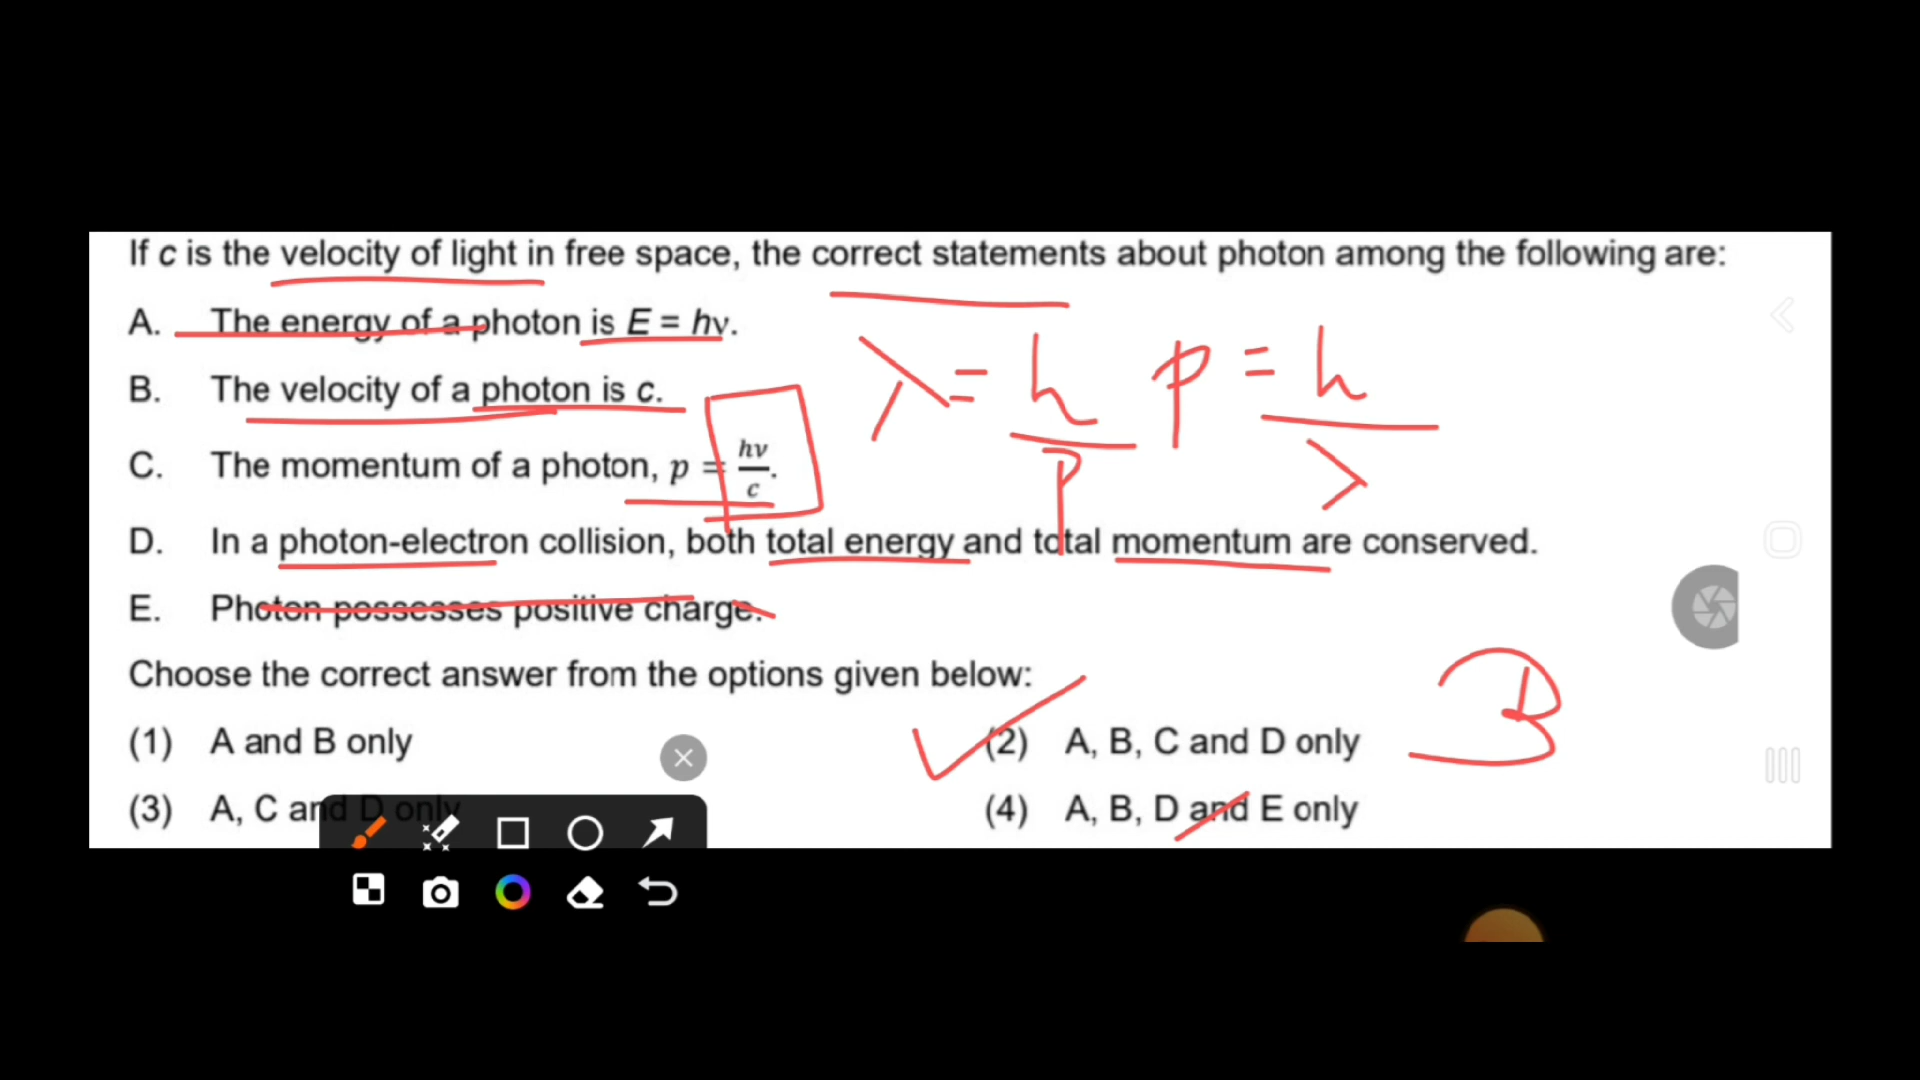 If c is the velocity of light in free space, the correct statements about photon among the following are:
A. The energy of a photon is E = hν.
B. The velocity of a photon is c.
λ = h/p p = h/λ
C. The momentum of a photon, p = hν/c.
D. In a photon-electron collision, both total energy and total momentum are conserved.
E. Photon possesses positive charge.
Choose the correct answer from the options given below:
(1) A and B only
(2) A, B, C and D only
B
(3) A, C and D only
(4) A, B, D and E only